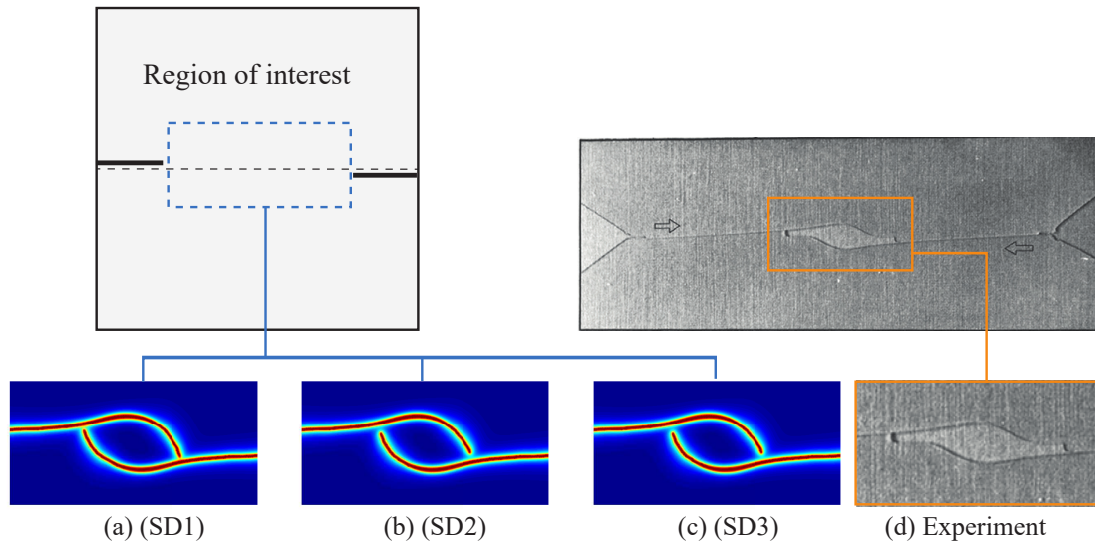 Region of interest
(a) (SD1)
(b) (SD2)
(c) (SD3)
(d) Experiment